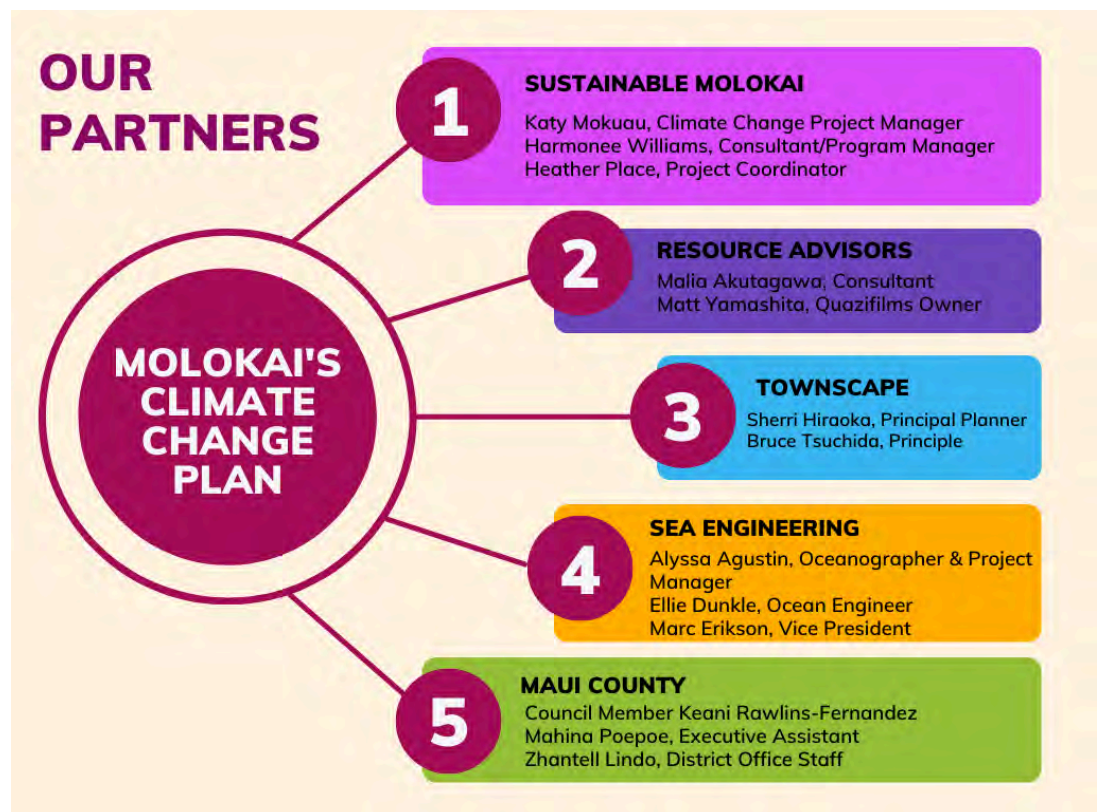 OUR
PARTNERS
MOLOKAI'S
CLIMATE
CHANGE
PLAN
1
SUSTAINABLE MOLOKAI
Katy Mokuau, Climate Change Project Manager
Harmonee Williams, Consultant/Program Manager
Heather Place, Project Coordinator
2
RESOURCE ADVISORS
Malia Akutagawa, Consultant
Matt Yamashita, Quazifilms Owner
3
TOWNSCAPE
Sherri Hiraoka, Principal Planner
Bruce Tsuchida, Principle
4
SEA ENGINEERING
Alyssa Agustin, Oceanographer & Project
Manager
Ellie Dunkle, Ocean Engineer
Marc Erikson, Vice President
5
MAUI COUNTY
Council Member Keani Rawlins-Fernandez
Mahina Poepoe, Executive Assistant
Zhantell Lindo, District Office Staff